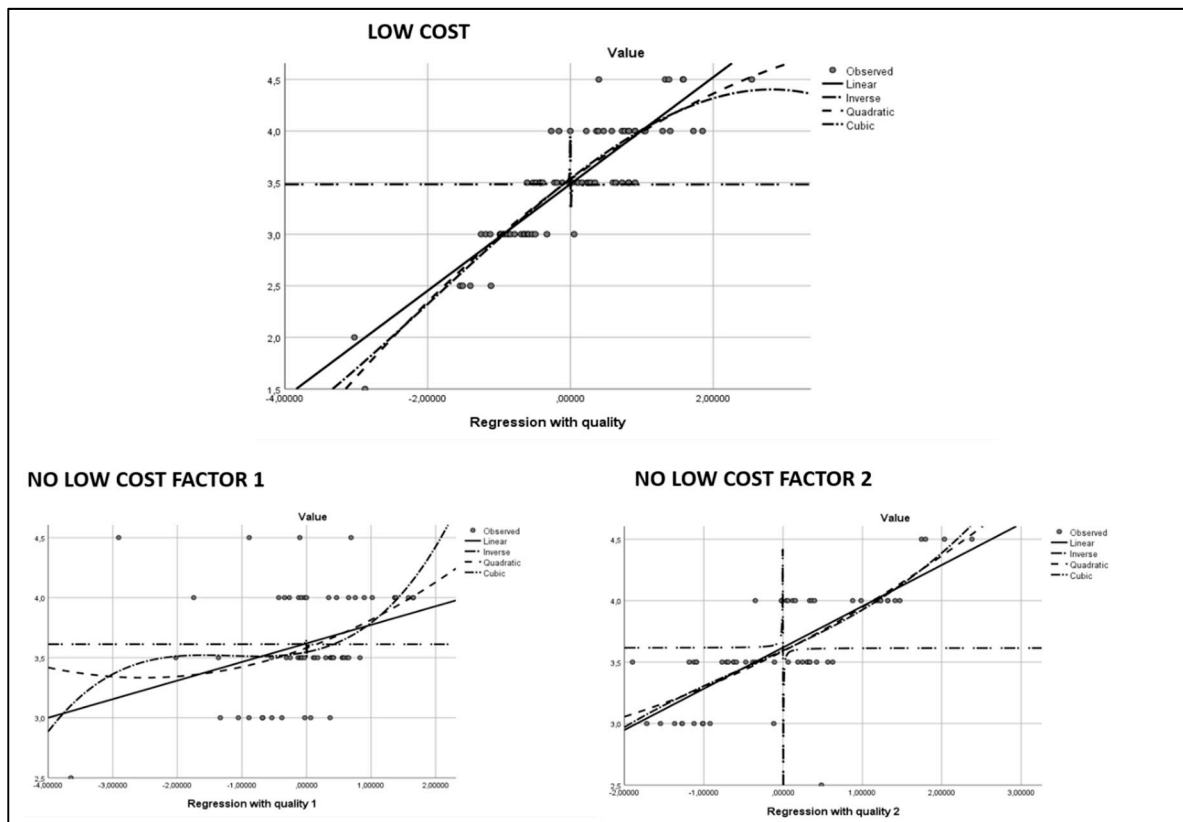 LOW COST
Value
Observed
Linear
Inverse
Quadratic
Cubic
4,5
4,0
3,5
3,0
2,5
2,0
1,5
-4,00000 -2,00000 ,00000 2,00000
Regression with quality
NO LOW COST FACTOR 1
Value
Observed
Linear
Inverse
Quadratic
Cubic
4,5
4,0
3,5
3,0
2,5
-4,00000 -3,00000 -2,00000 -1,00000 ,00000 1,00000 2,00000
Regression with quality 1
NO LOW COST FACTOR 2
Value
Observed
Linear
Inverse
Quadratic
Cubic
4,5
4,0
3,5
3,0
2,5
-2,00000 -1,00000 ,00000 1,00000 2,00000 3,00000
Regression with quality 2